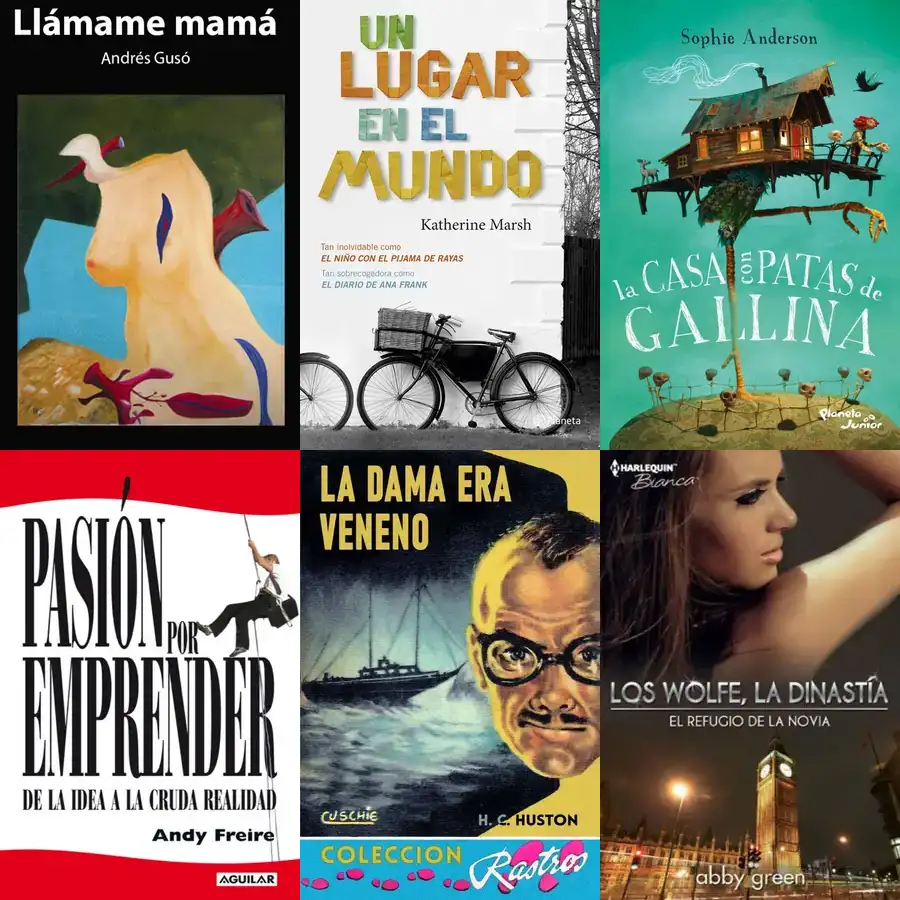 Llámame mamá
Andrés Gusó
UN
LUGAR
EN EL
MUNDO
Katherine Marsh
Tan inolvidable como
EL NIÑO CON EL PIJAMA DE RAYAS
Tan sobrecogedora como
EL DIARIO DE ANA FRANK
Planeta
Sophie Anderson
la CASA CON PATAS de
GALLINA
Planeta
Junior
PASIÓN
POR
EMPRENDER
DE LA IDEA A LA CRUDA REALIDAD
Andy Freire
AGUILAR
LA DAMA ERA
VENENO
CUSCHIE
H. C. HUSTON
COLECCION Rastros
HARLEQUIN
Bianca
LOS WOLFE, LA DINASTÍA
EL REFUGIO DE LA NOVIA
abby green